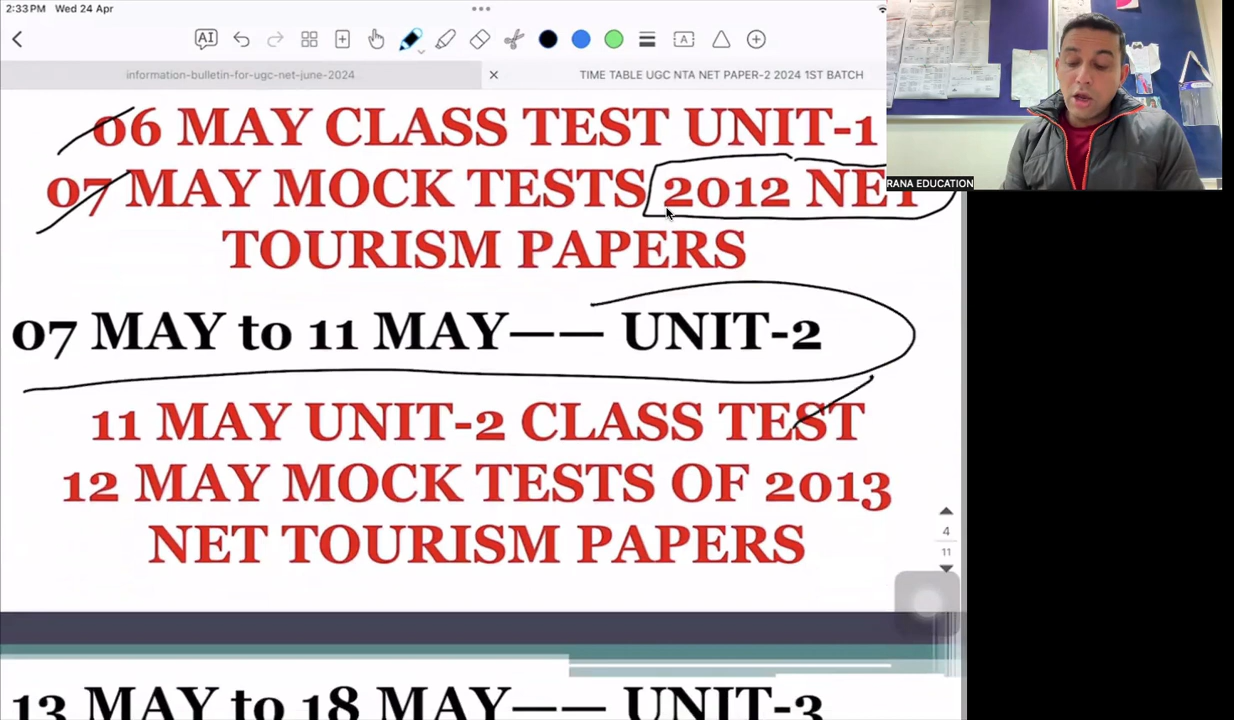 2:33 PM Wed 24 Apr
AI
A
information-bulletin-for-ugc-net-june-2024
TIME TABLE UGC NTA NET PAPER-2 2024 1ST BATCH
06 MAY CLASS TEST UNIT-1
RANA EDUCATION
07 MAY MOCK TESTS 2012 NET
TOURISM PAPERS
07 MAY to 11 MAY—— UNIT-2
11 MAY UNIT-2 CLASS TEST
12 MAY MOCK TESTS OF 2013
NET TOURISM PAPERS
4
11
13 MAY to 18 MAY—— UNIT-3